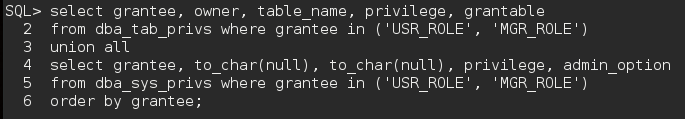 SQL> select grantee, owner, table_name, privilege, grantable
2 from dba_tab_privs where grantee in ('USR_ROLE', 'MGR_ROLE')
3 union all
4 select grantee, to_char(null), to_char(null), privilege, admin_option
5 from dba_sys_privs where grantee in ('USR_ROLE', 'MGR_ROLE')
6 order by grantee;